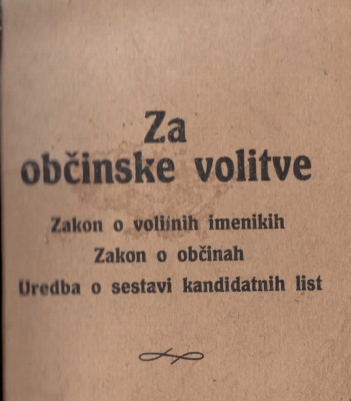 Za
občinske volitve
Zakon o volilnih imenikih
Zakon o občinah
Uredba o sestavi kandidatnih list